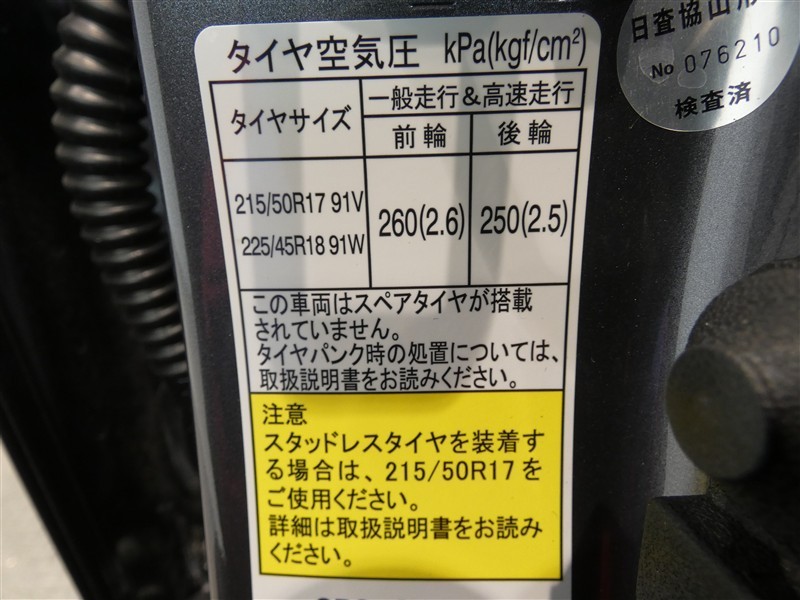 タイヤ空気圧 kPa(kgf/cm²)
タイヤサイズ
一般走行&高速走行
前輪 後輪
215/50R17 91V
225/45R18 91W
260(2.6) 250(2.5)
この車両はスペアタイヤが搭載
されていません。
タイヤパンク時の処置については、
取扱説明書をお読みください。
注意
スタッドレスタイヤを装着す
る場合は、215/50R17を
ご使用ください。
詳細は取扱説明書をお読み
ください。
日査協山形
No 076210
検査済